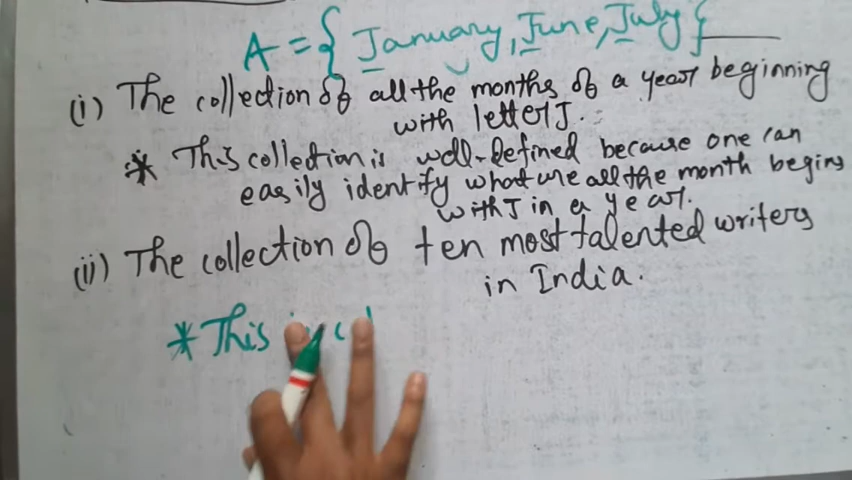 A = { January, June, July {
(i) The collection of all the months of a year beginning
with letter J.
* This collection is well-defined because one can
easily identify what are all the month begins
with J in a year.
(ii) The collection of ten most talented writers
in India.
* This